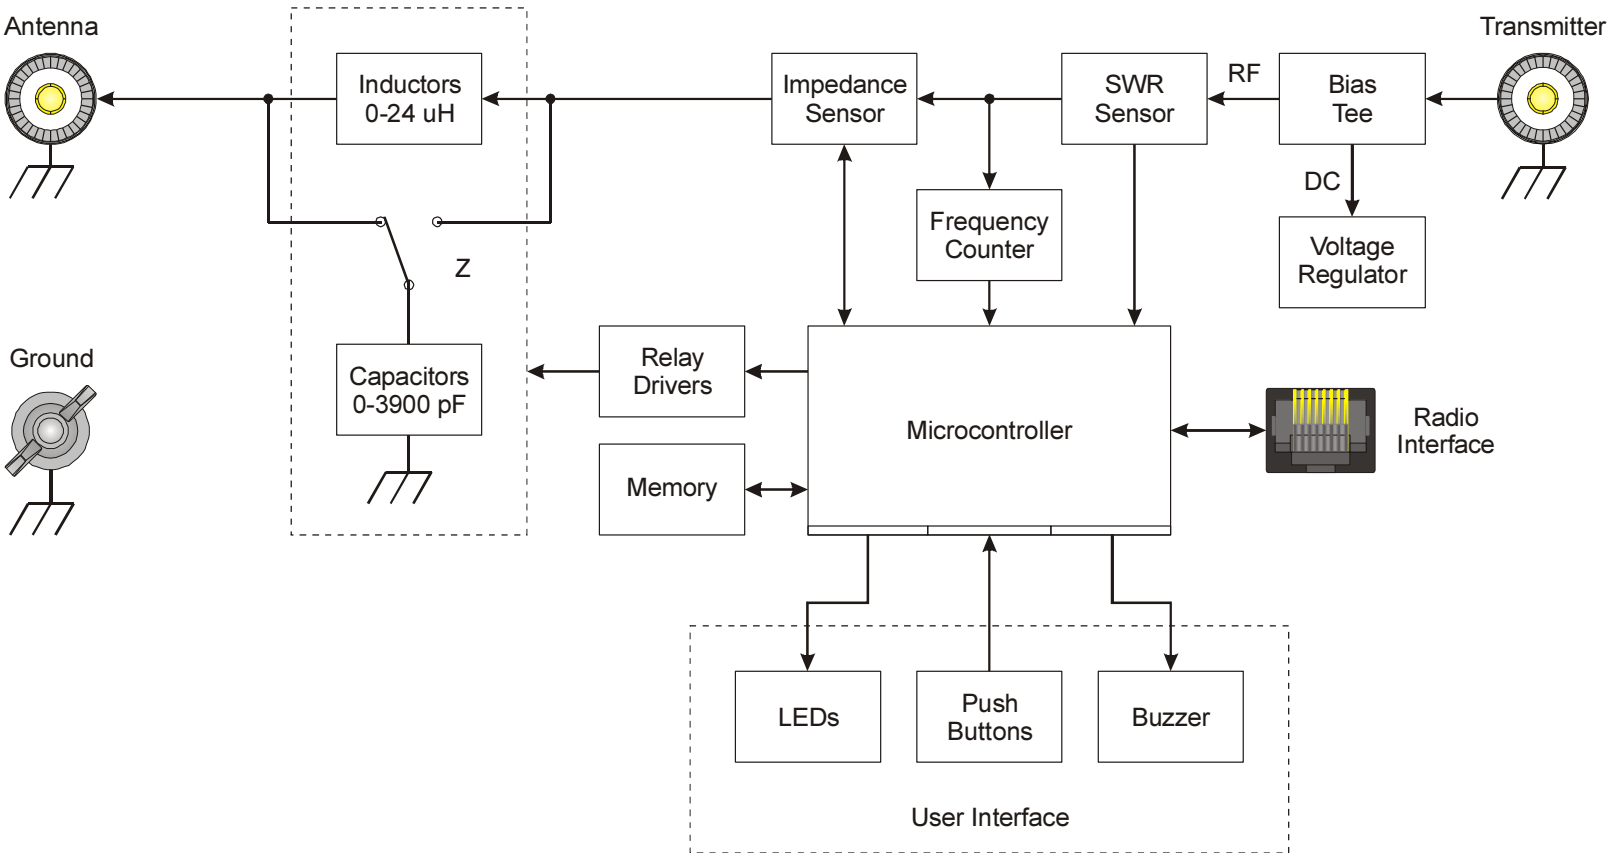 Antenna
Transmitter
Inductors
0-24 uH
Impedance
Sensor
SWR
Sensor
RF
Bias
Tee
DC
Frequency
Counter
Voltage
Regulator
Z
Ground
Capacitors
0-3900 pF
Relay
Drivers
Microcontroller
Radio
Interface
Memory
LEDs
Push
Buttons
Buzzer
User Interface